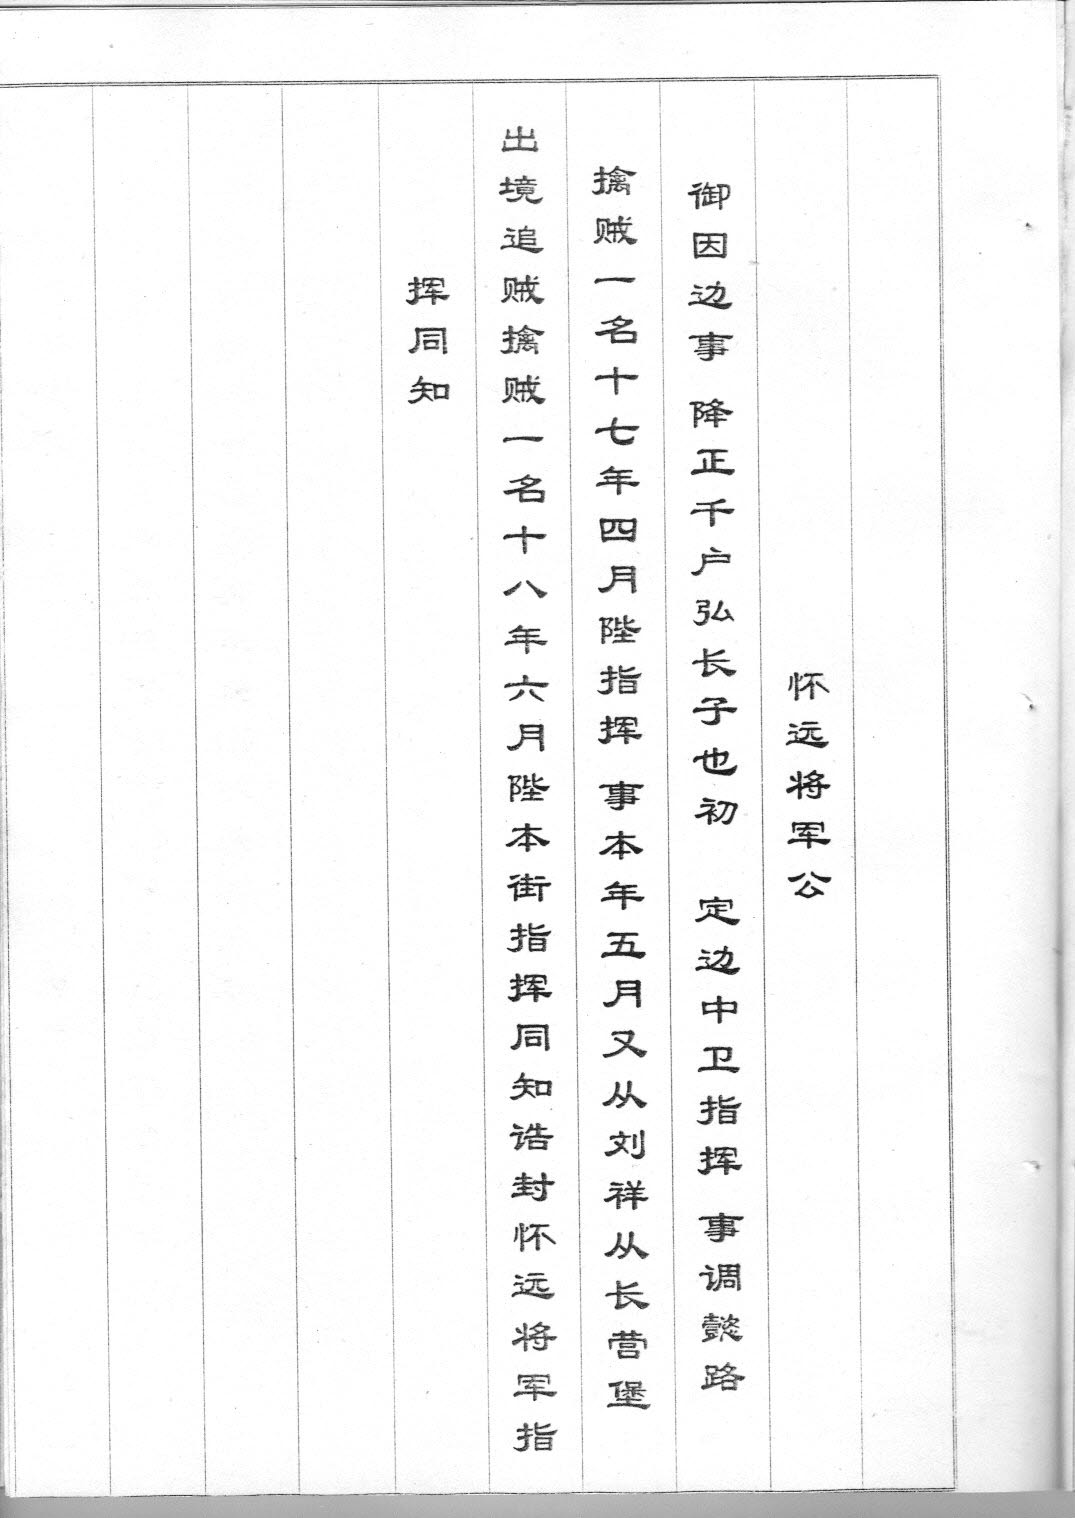 怀远将军公
御因边事 降正千户弘长子也初 定边中卫指挥 事调懿路
擒贼一名十七年四月陞指挥 事本年五月又从刘祥从长营堡
出境追贼擒贼一名十八年六月陞本街指挥同知诰封怀远将军指
挥同知